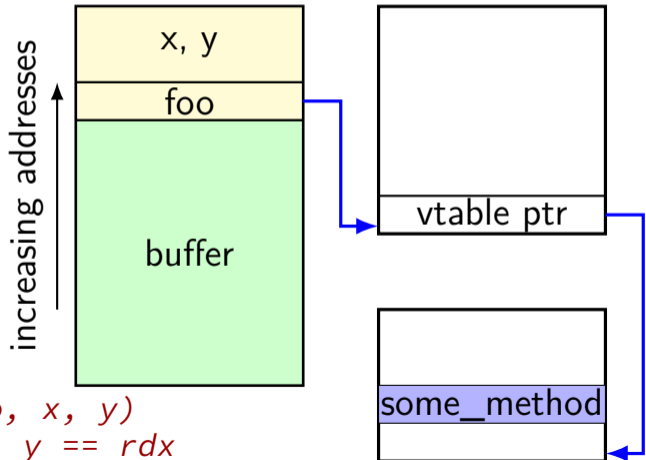 increasing addresses
x, y
foo
buffer
vtable ptr
some_method
, x, y)
y == rdx